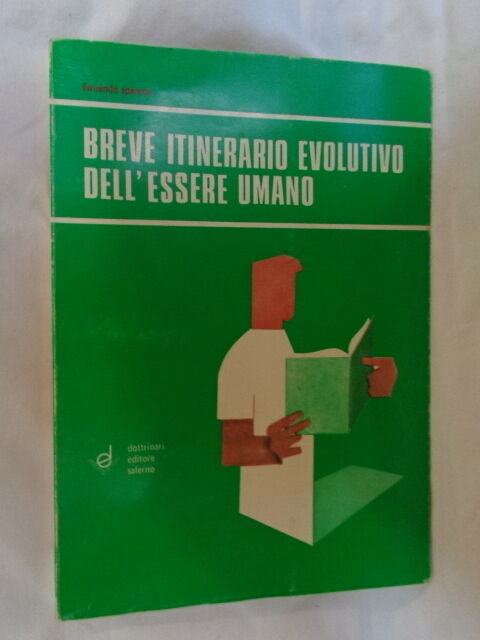 BREVE ITINERARIO EVOLUTIVO
DELL'ESSERE UMANO
dottrinari
editore
salerno